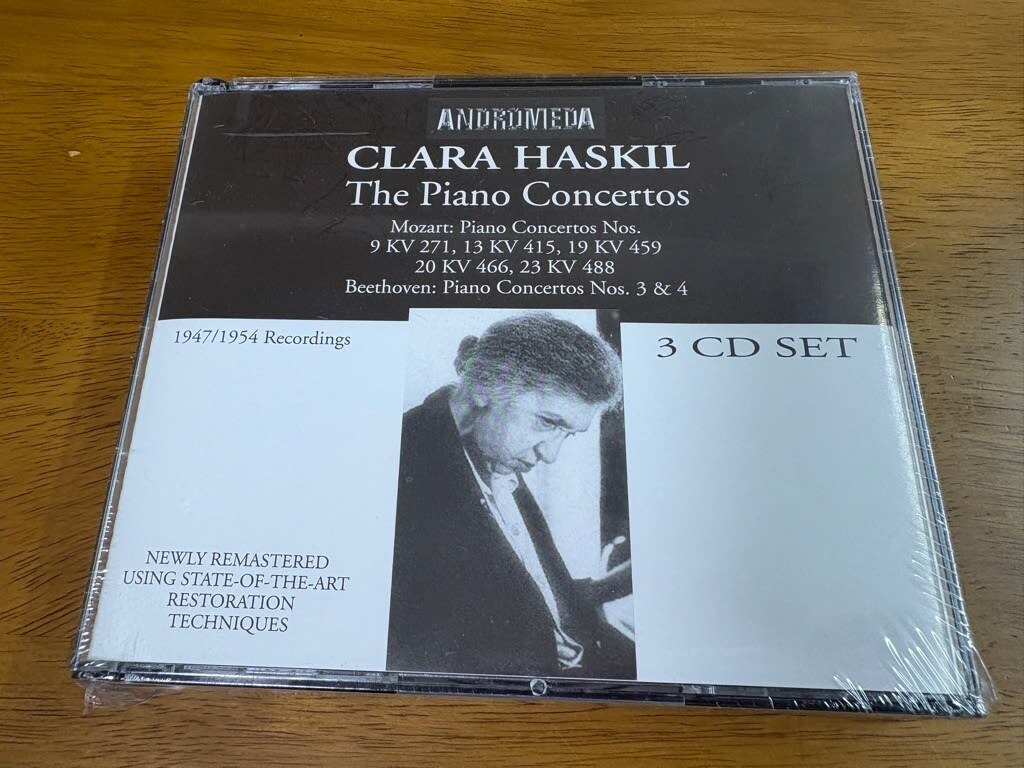 ANDROMEDA
CLARA HASKIL
The Piano Concertos
Mozart: Piano Concertos Nos.
9 KV 271, 13 KV 415, 19 KV 459
20 KV 466, 23 KV 488
Beethoven: Piano Concertos Nos. 3 & 4
1947/1954 Recordings
3 CD SET
NEWLY REMASTERED
USING STATE-OF-THE-ART
RESTORATION
TECHNIQUES